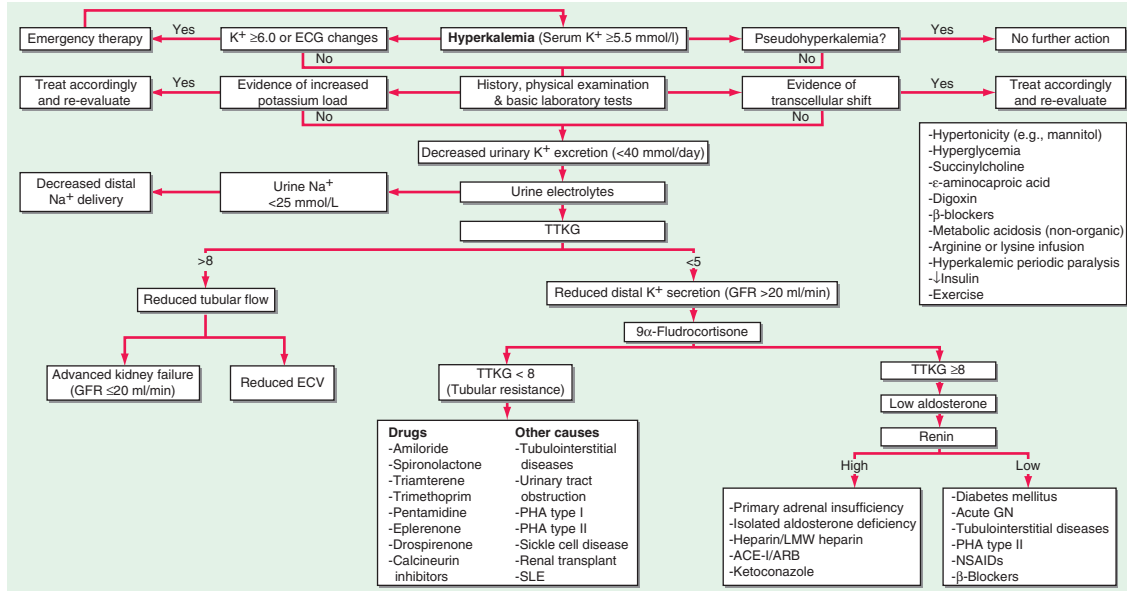 Emergency therapy
Yes
K+ ≥6.0 or ECG changes
Hyperkalemia (Serum K+ ≥5.5 mmol/l)
Pseudohyperkalemia?
Yes
No further action
No
No
Treat accordingly
and re-evaluate
Yes
Evidence of increased
potassium load
History, physical examination
& basic laboratory tests
Evidence of
transcellular shift
Yes
Treat accordingly
and re-evaluate
No
No
-Hypertonicity (e.g., mannitol)
-Hyperglycemia
-Succinylcholine
-ε-aminocaproic acid
-Digoxin
-β-blockers
-Metabolic acidosis (non-organic)
-Arginine or lysine infusion
-Hyperkalemic periodic paralysis
-↓Insulin
-Exercise
Decreased urinary K+ excretion (<40 mmol/day)
Decreased distal
Na+ delivery
Urine Na+
<25 mmol/L
Urine electrolytes
TTKG
>8
<5
Reduced tubular flow
Reduced distal K+ secretion (GFR >20 ml/min)
9α-Fludrocortisone
Advanced kidney failure
(GFR ≤20 ml/min)
Reduced ECV
TTKG < 8
(Tubular resistance)
TTKG ≥8
Low aldosterone
Renin
High
Low
Drugs
-Amiloride
-Spironolactone
-Triamterene
-Trimethoprim
-Pentamidine
-Eplerenone
-Drospirenone
-Calcineurin
inhibitors
Other causes
-Tubulointerstitial
diseases
-Urinary tract
obstruction
-PHA type I
-PHA type II
-Sickle cell disease
-Renal transplant
-SLE
-Primary adrenal insufficiency
-Isolated aldosterone deficiency
-Heparin/LMW heparin
-ACE-I/ARB
-Ketoconazole
-Diabetes mellitus
-Acute GN
-Tubulointerstitial diseases
-PHA type II
-NSAIDs
-β-Blockers